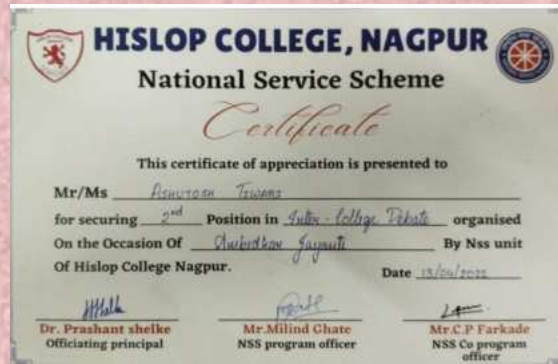 HISLOP COLLEGE, NAGPUR
National Service Scheme
Certificate
This certificate of appreciation is presented to
Mr/Ms ASHUTOSH TIWARI
for securing 2nd Position in Inter-College Debate organised
On the Occasion Of Jayanti By Nss unit
Of Hislop College Nagpur. Date 13/04/2022
Dr. Prashant shelke Mr.Milind Ghate Mr.C.P Farkade
Officiating principal NSS program officer NSS Co program
officer